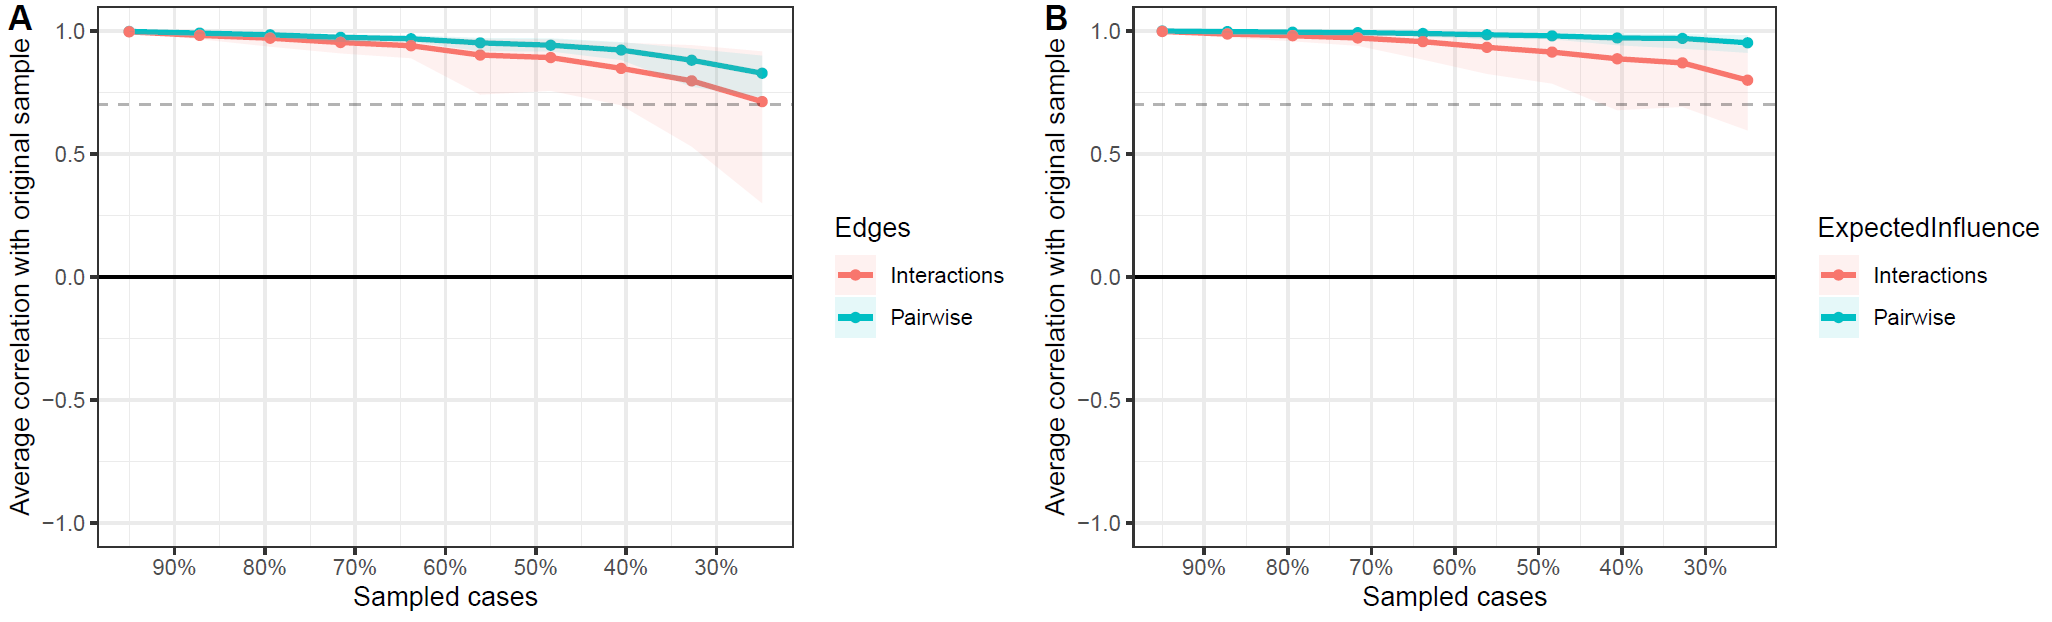 A
Average correlation with original sample
1.0
0.5
0.0
−0.5
−1.0
90% 80% 70% 60% 50% 40% 30%
Sampled cases
Edges
Interactions
Pairwise
B
Average correlation with original sample
1.0
0.5
0.0
−0.5
−1.0
90% 80% 70% 60% 50% 40% 30%
Sampled cases
ExpectedInfluence
Interactions
Pairwise